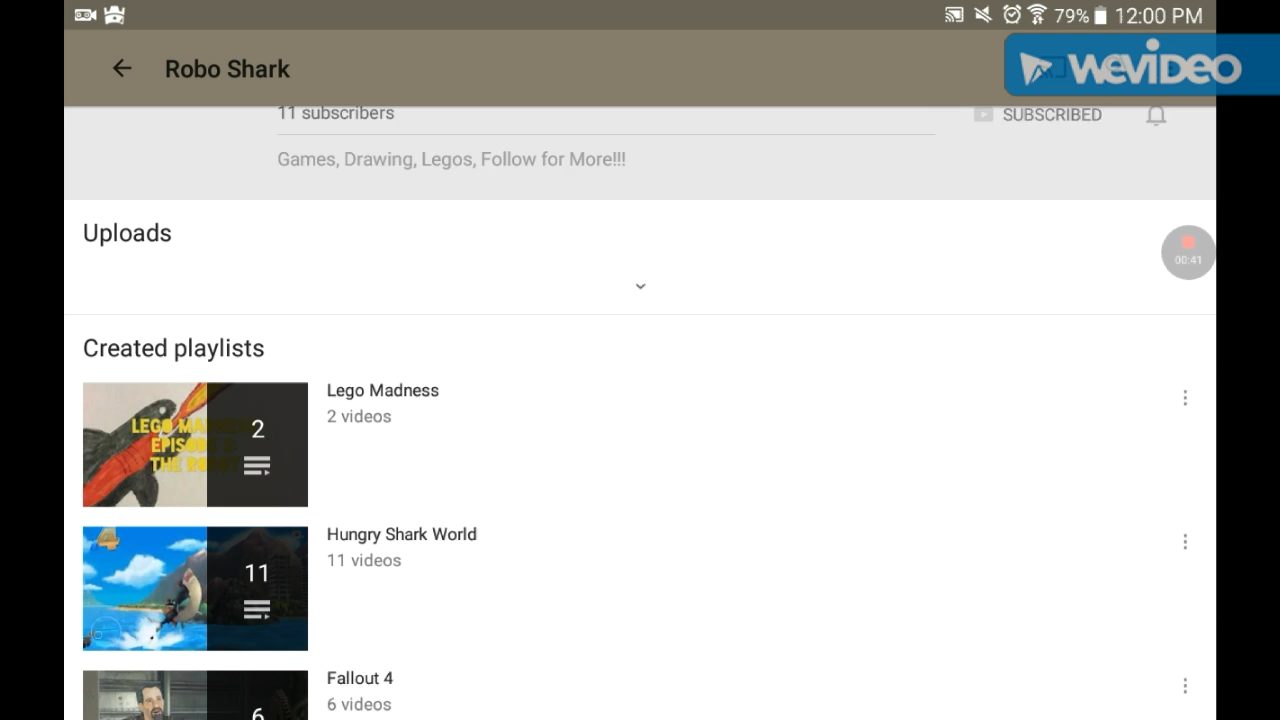 79% 12:00 PM
Robo Shark
WEVIDEO
11 subscribers
SUBSCRIBED
Games, Drawing, Legos, Follow for More!!!
Uploads
00:41
Created playlists
Lego Madness
2 videos
2
Hungry Shark World
11 videos
11
Fallout 4
6 videos
6